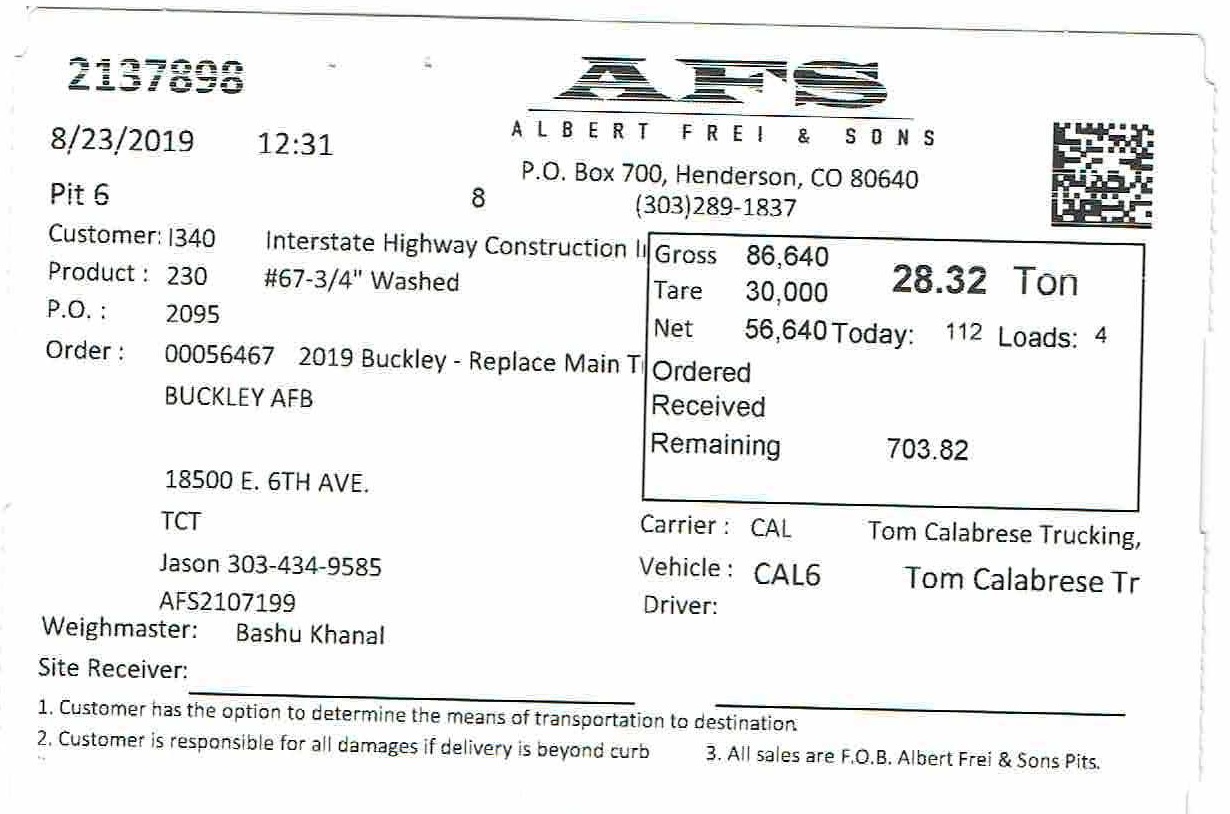 2137898
AFS
ALBERT FREI & SONS
8/23/2019 12:31
P.O. Box 700, Henderson, CO 80640
Pit 6 8 (303)289-1837
Customer: I340 Interstate Highway Construction I
Product : 230 #67-3/4" Washed
P.O. : 2095
Order : 00056467 2019 Buckley - Replace Main T
BUCKLEY AFB
18500 E. 6TH AVE.
TCT
Jason 303-434-9585
AFS2107199
Weighmaster: Bashu Khanal
Site Receiver:
Gross 86,640 28.32 Ton
Tare 30,000
Net 56,640 Today: 112 Loads: 4
Ordered
Received
Remaining 703.82
Carrier : CAL Tom Calabrese Trucking,
Vehicle : CAL6 Tom Calabrese Tr
Driver:
1. Customer has the option to determine the means of transportation to destination
2. Customer is responsible for all damages if delivery is beyond curb 3. All sales are F.O.B. Albert Frei & Sons Pits.